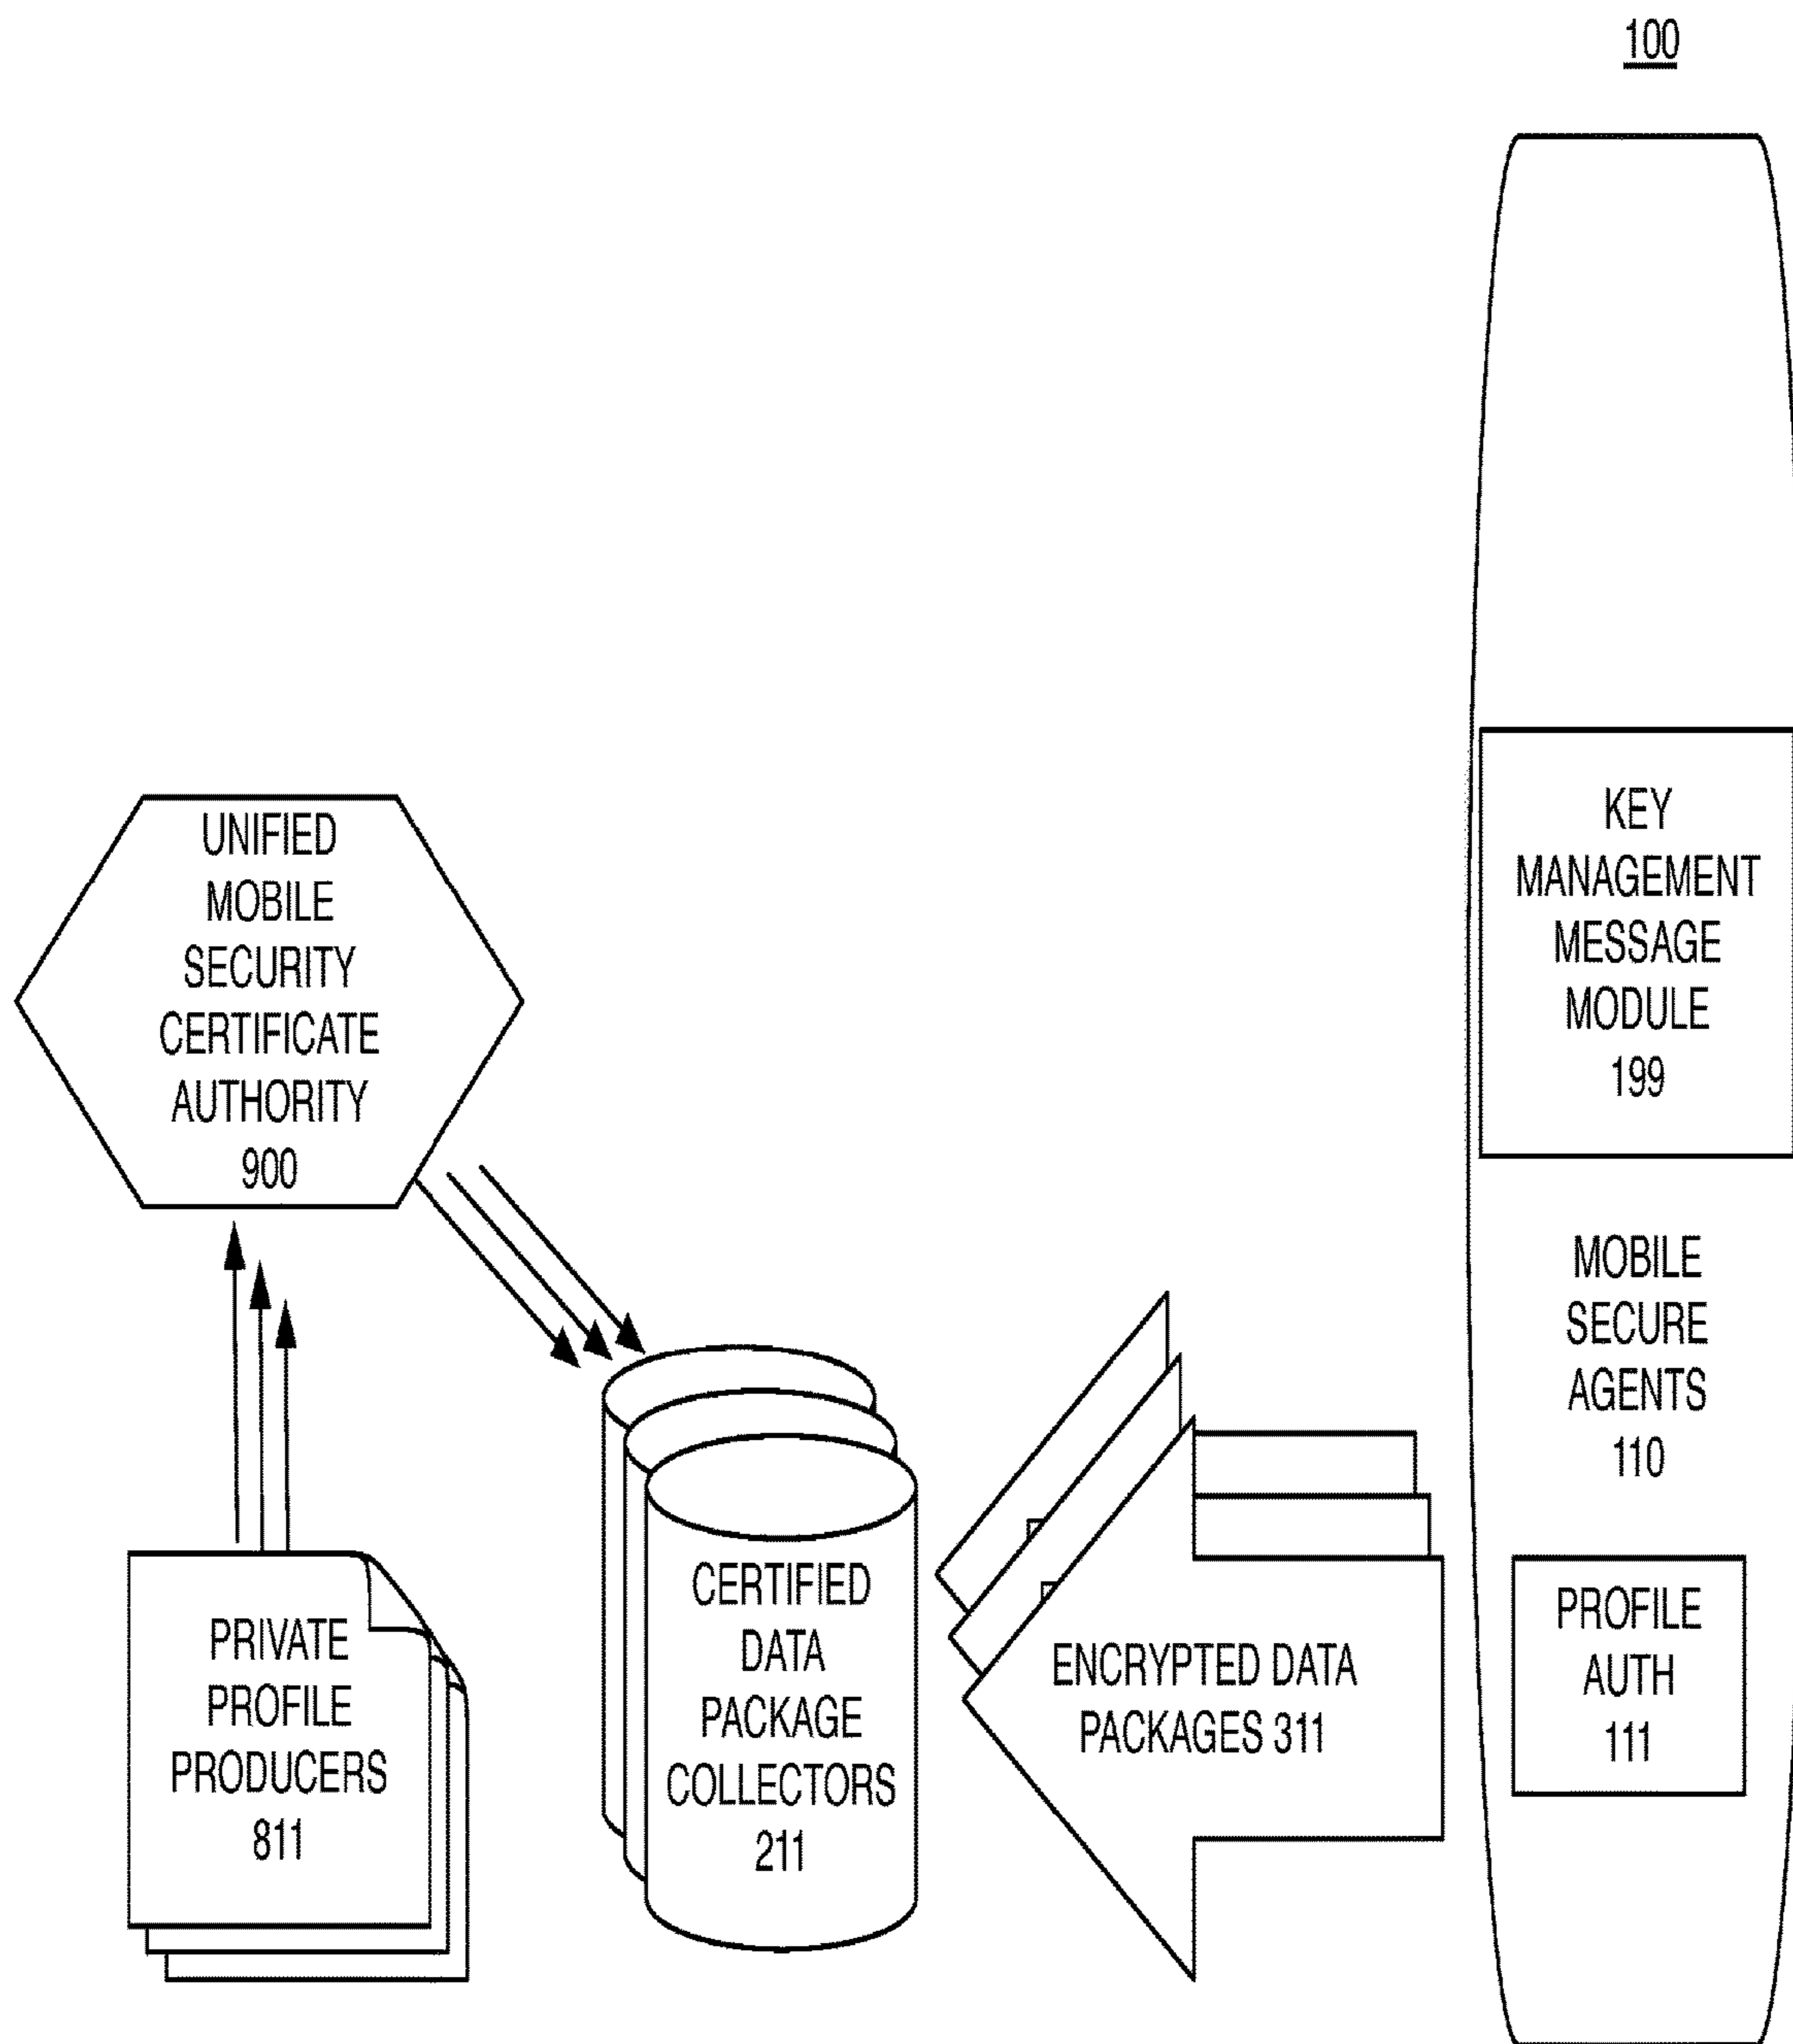 100
UNIFIED
MOBILE
SECURITY
CERTIFICATE
AUTHORITY
900
PRIVATE
PROFILE
PRODUCERS
811
CERTIFIED
DATA
PACKAGE
COLLECTORS
211
ENCRYPTED DATA
PACKAGES 311
KEY
MANAGEMENT
MESSAGE
MODULE
199
MOBILE
SECURE
AGENTS
110
PROFILE
AUTH
111